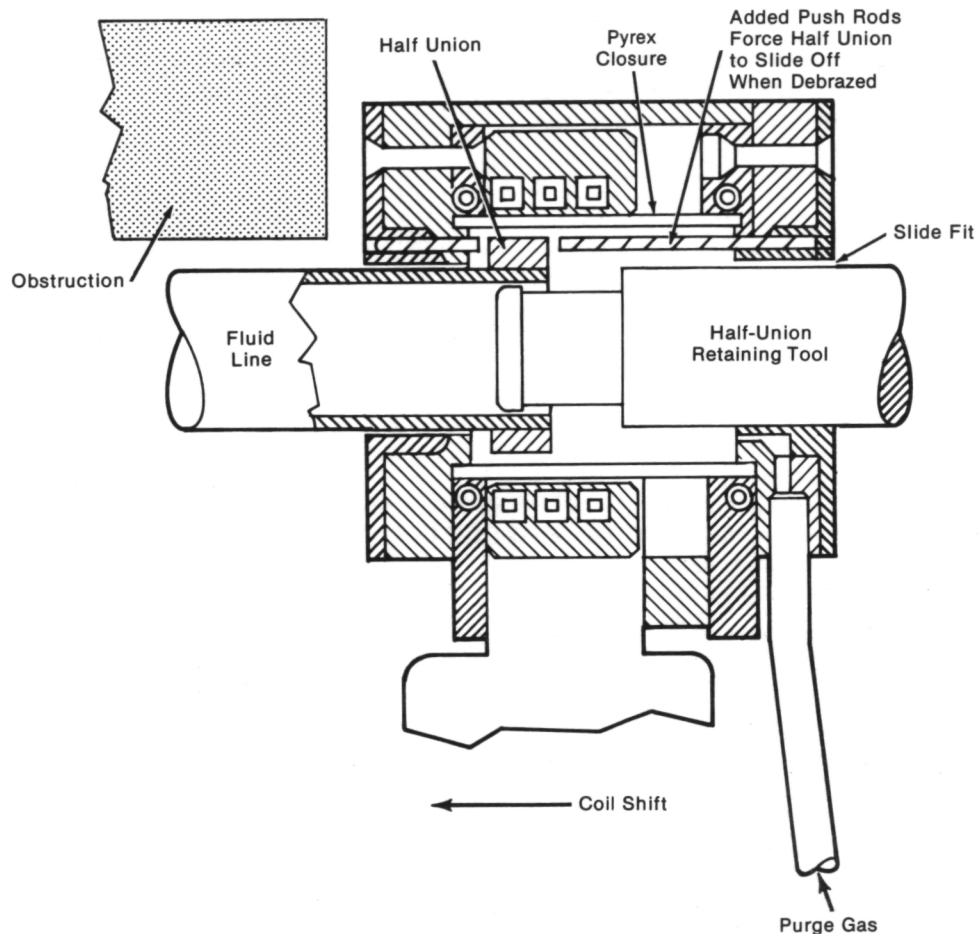 Half Union
Pyrex
Closure
Added Push Rods
Force Half Union
to Slide Off
When Debrazed
Slide Fit
Obstruction
Fluid
Line
Half-Union
Retaining Tool
Coil Shift
Purge Gas